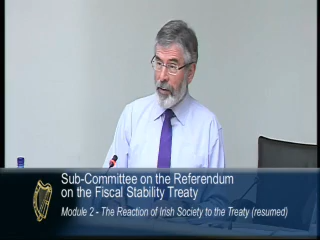 Sub-Committee on the Referendum
on the Fiscal Stability Treaty
Module 2 - The Reaction of Irish Society to the Treaty (resumed)